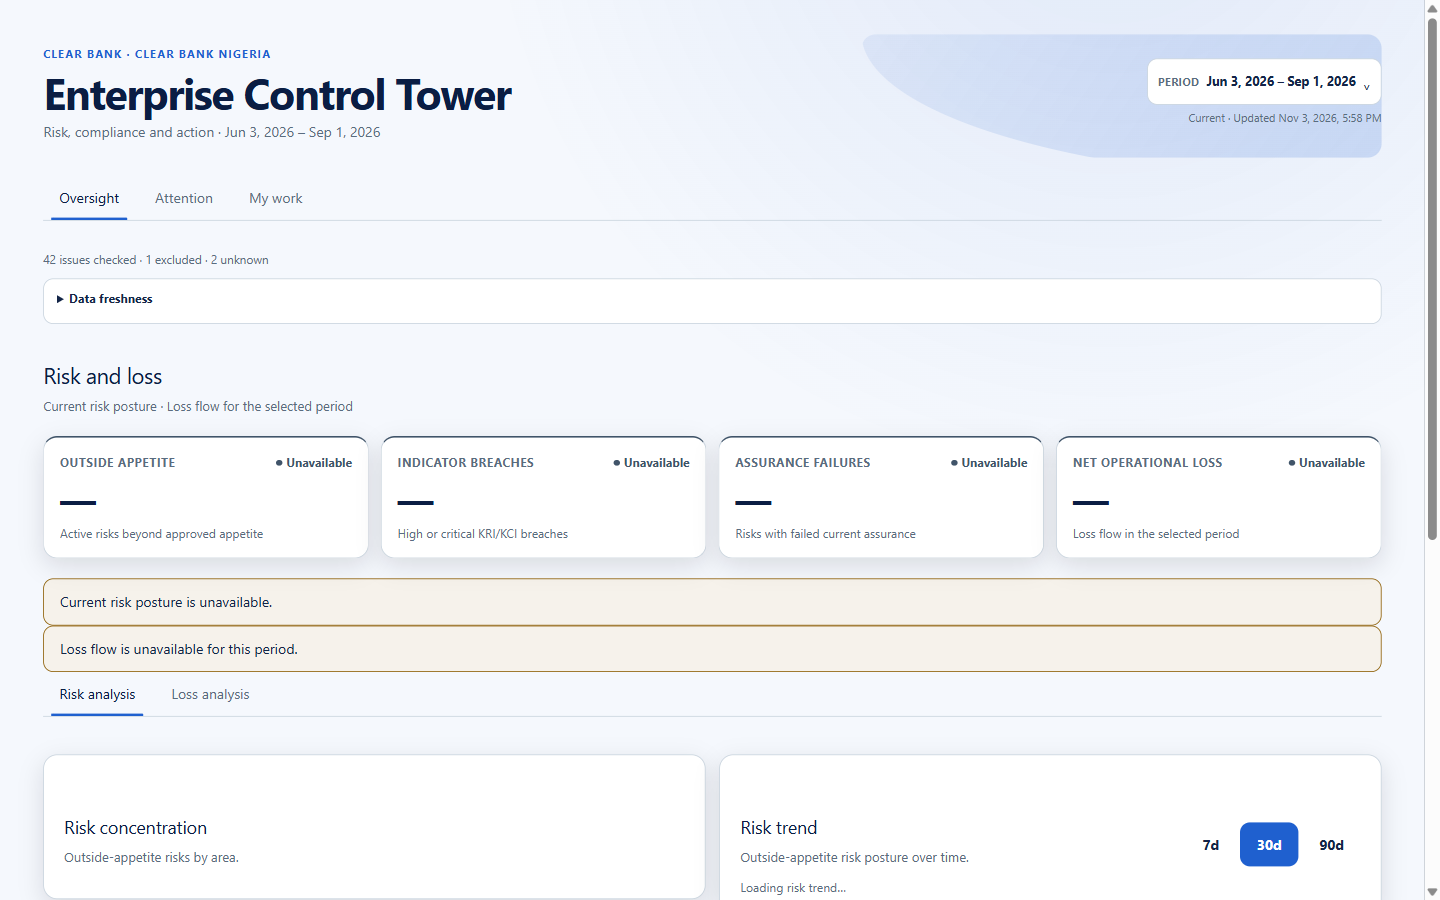 CLEAR BANK · CLEAR BANK NIGERIA
Enterprise Control Tower
Risk, compliance and action · Jun 3, 2026 – Sep 1, 2026
PERIOD Jun 3, 2026 – Sep 1, 2026 v
Current · Updated Nov 3, 2026, 5:58 PM
Oversight Attention My work
42 issues checked · 1 excluded · 2 unknown
Data freshness
Risk and loss
Current risk posture · Loss flow for the selected period
OUTSIDE APPETITE • Unavailable
—
Active risks beyond approved appetite
INDICATOR BREACHES • Unavailable
—
High or critical KRI/KCI breaches
ASSURANCE FAILURES • Unavailable
—
Risks with failed current assurance
NET OPERATIONAL LOSS • Unavailable
—
Loss flow in the selected period
Current risk posture is unavailable.
Loss flow is unavailable for this period.
Risk analysis Loss analysis
Risk concentration
Outside-appetite risks by area.
Risk trend
Outside-appetite risk posture over time.
7d 30d 90d
Loading risk trend...